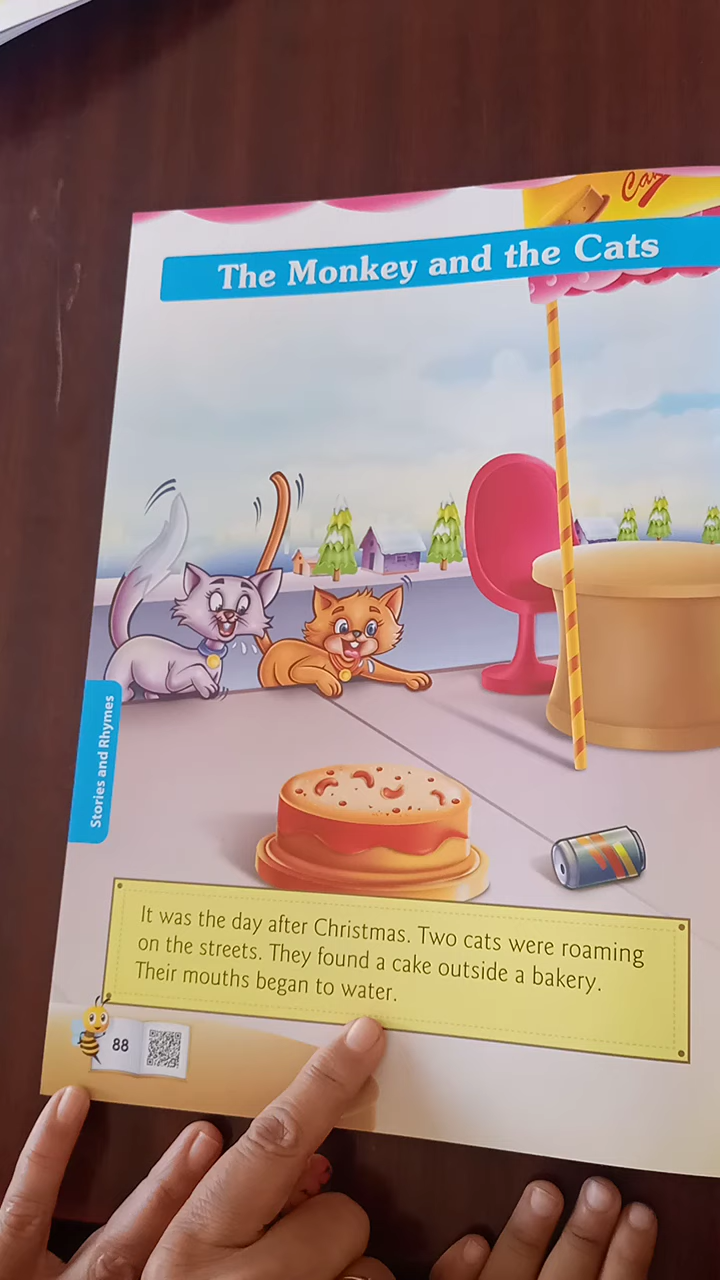 The Monkey and the Cats
Stories and Rhymes
It was the day after Christmas. Two cats were roaming
on the streets. They found a cake outside a bakery.
Their mouths began to water.
88